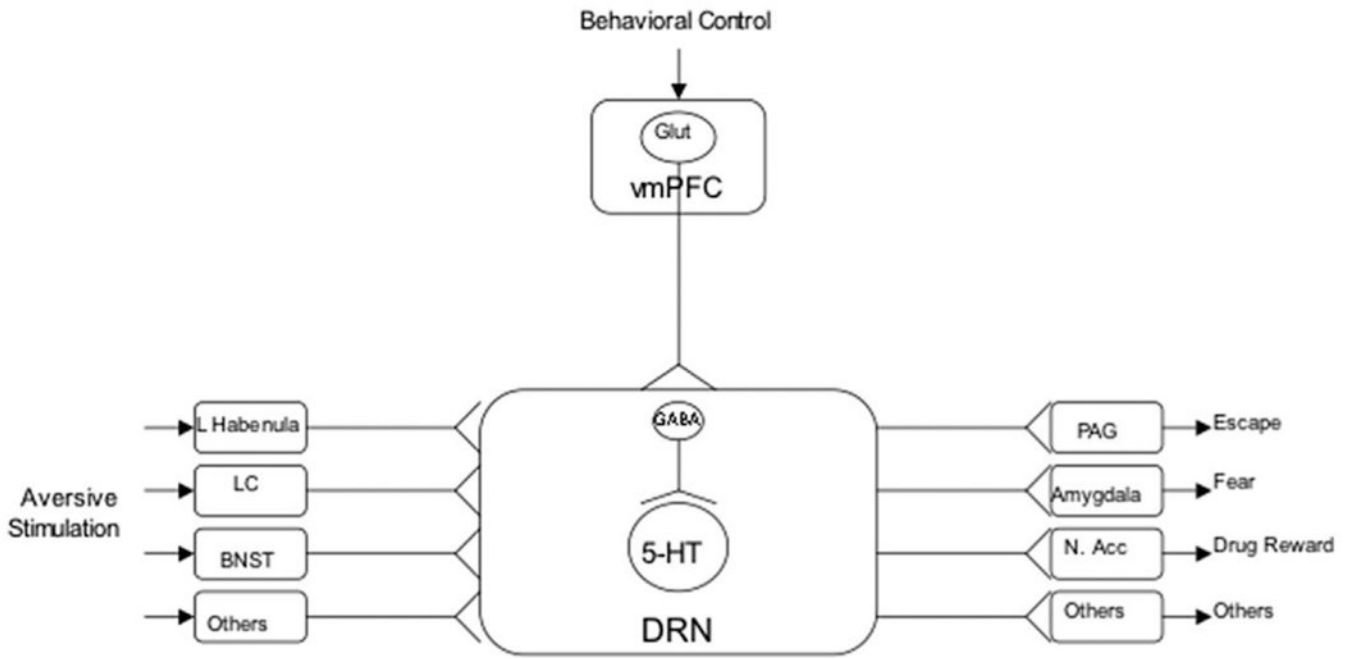 Behavioral Control
Glut
vmPFC
GABA
5-HT
DRN
Aversive
Stimulation
L Habenula
LC
BNST
Others
PAG
Escape
Amygdala
Fear
N. Acc
Drug Reward
Others
Others